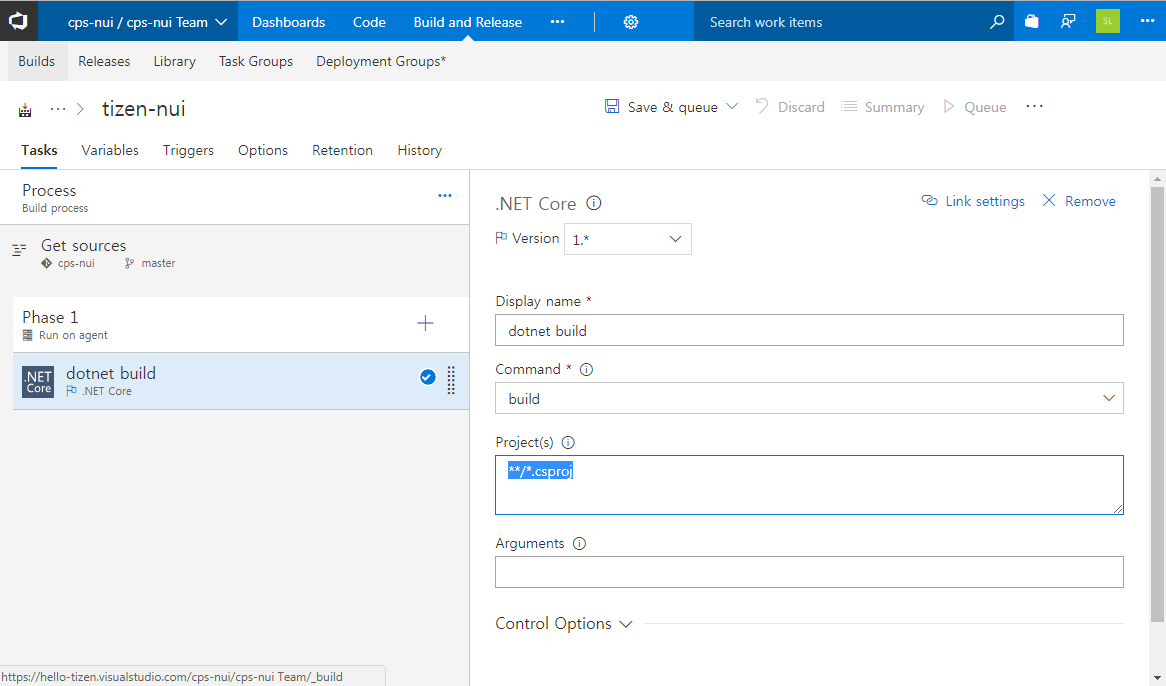 cps-nui / cps-nui Team
Dashboards
Code
Build and Release
···
Search work items
SL
···
Builds
Releases
Library
Task Groups
Deployment Groups*
···
tizen-nui
Save & queue
Discard
Summary
Queue
···
Tasks
Variables
Triggers
Options
Retention
History
Process
Build process
···
Get sources
cps-nui
master
Phase 1
Run on agent
.NET
Core
dotnet build
.NET Core
.NET Core
Link settings
Remove
Version
1.*
Display name *
dotnet build
Command *
build
Project(s)
**/*.csproj
Arguments
Control Options
https://hello-tizen.visualstudio.com/cps-nui/cps-nui Team/_build